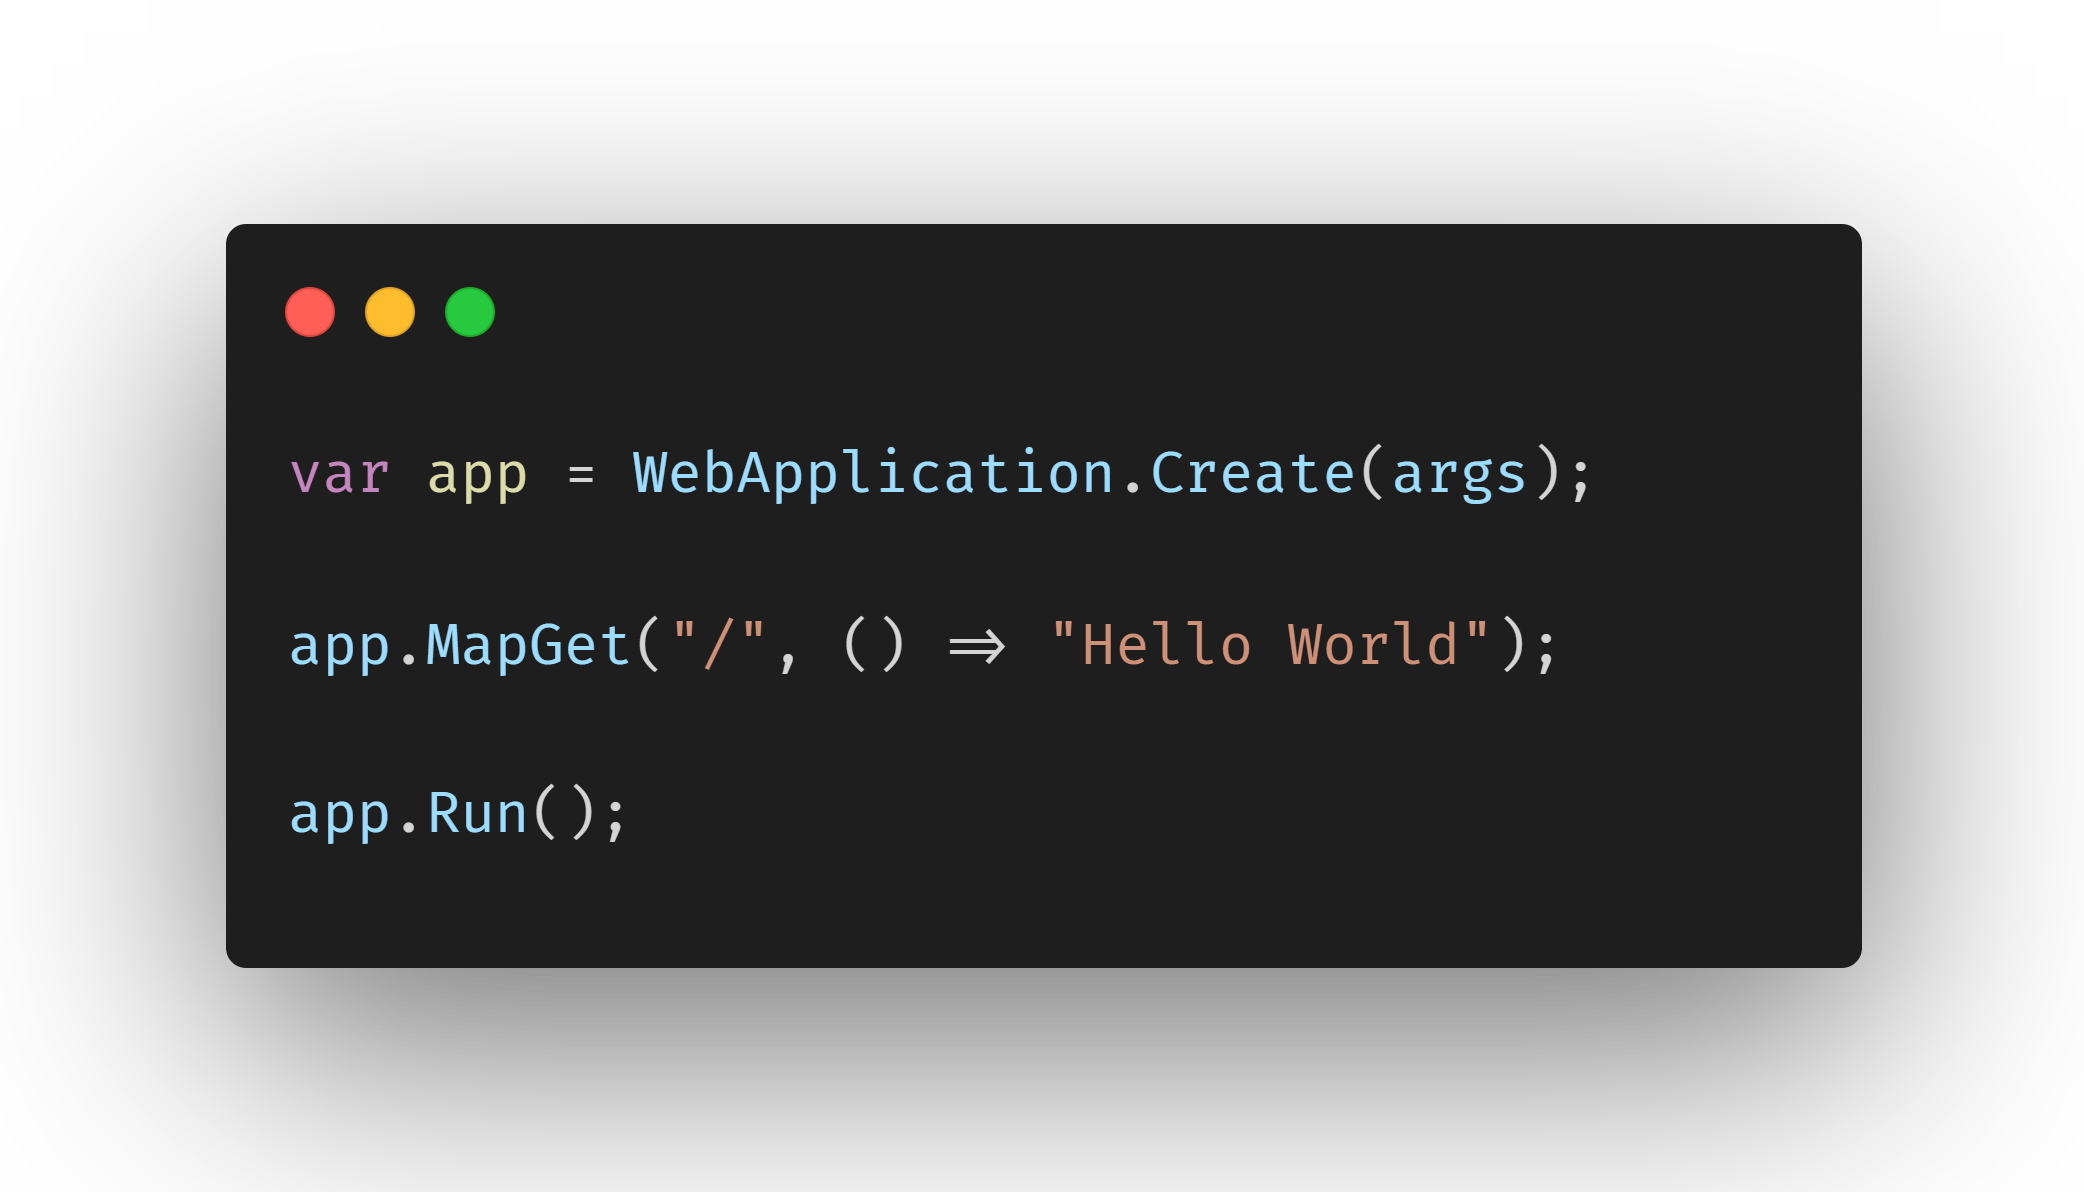 var app = WebApplication.Create(args);
app.MapGet("/", () => "Hello World");
app.Run();